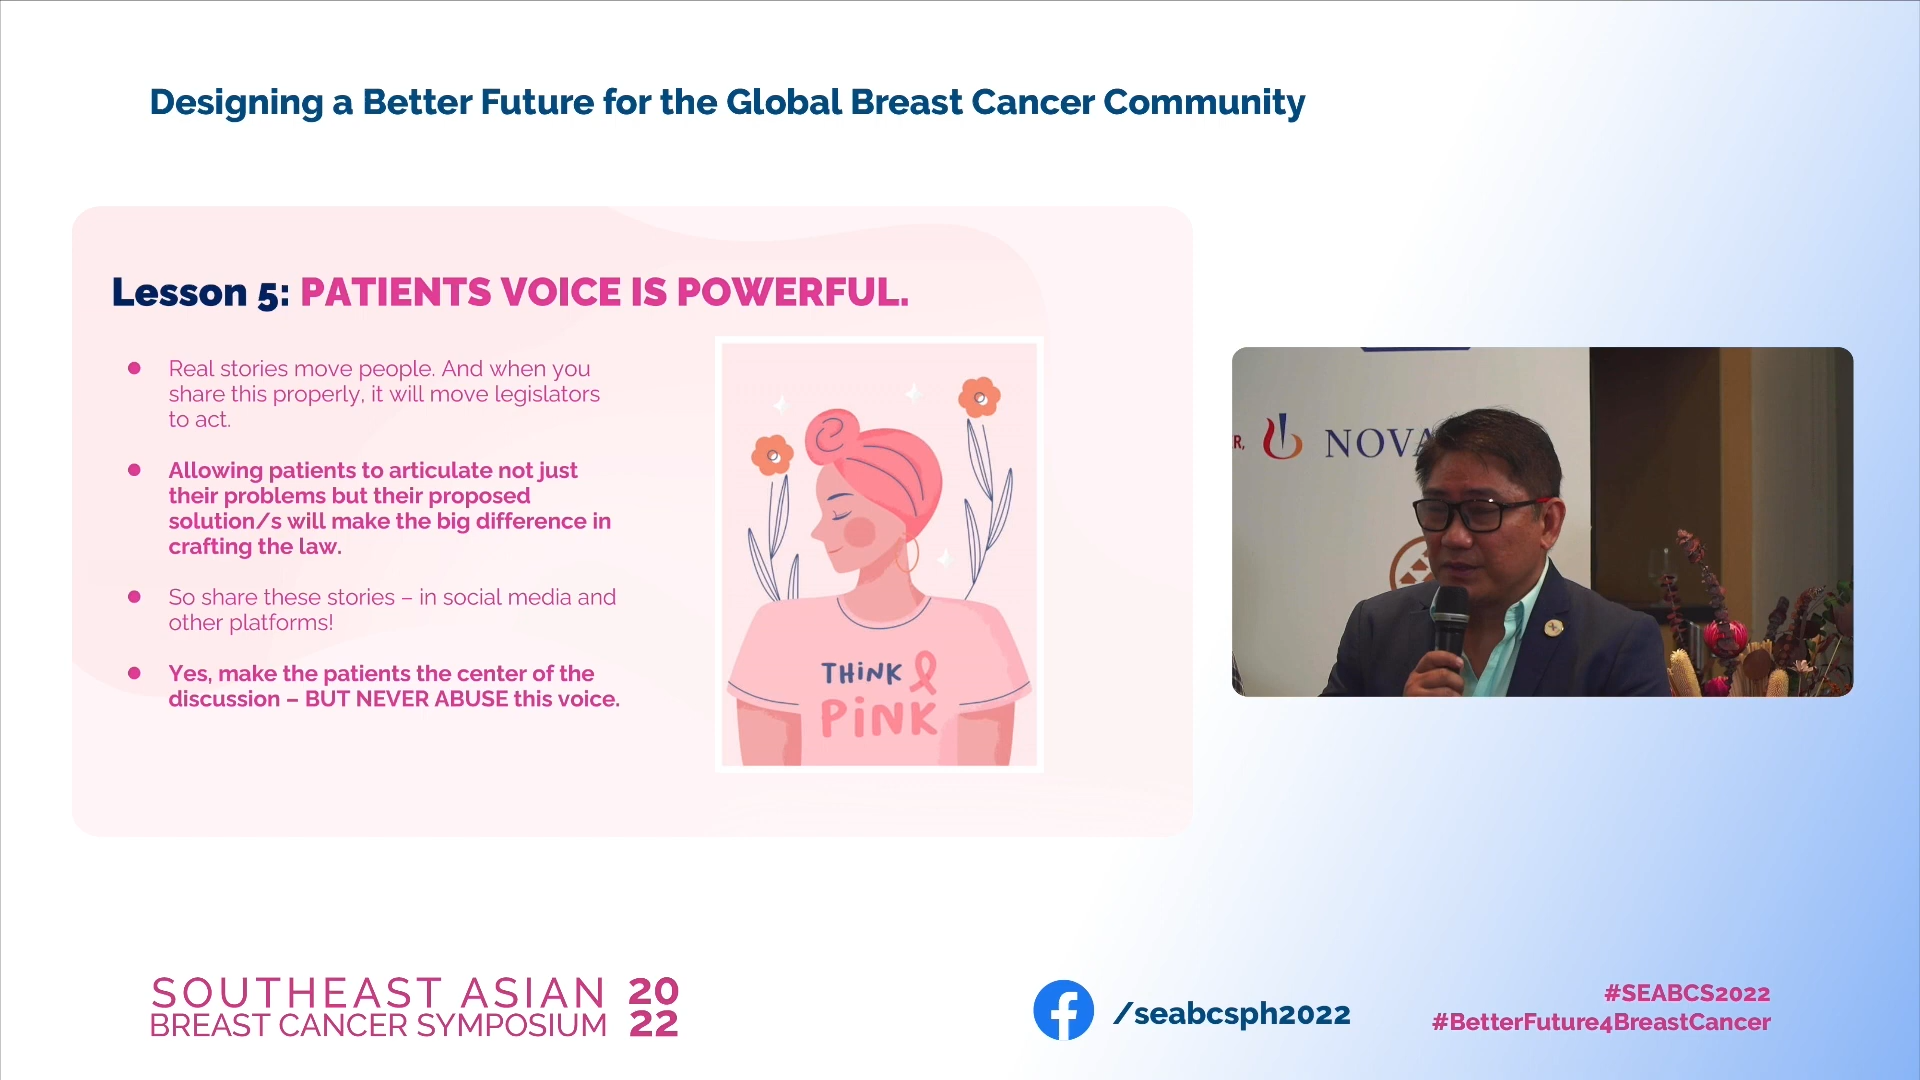 Designing a Better Future for the Global Breast Cancer Community
Lesson 5: PATIENTS VOICE IS POWERFUL.
● Real stories move people. And when you
share this properly, it will move legislators
to act.
● Allowing patients to articulate not just
their problems but their proposed
solution/s will make the big difference in
crafting the law.
● So share these stories – in social media and
other platforms!
● Yes, make the patients the center of the
discussion – BUT NEVER ABUSE this voice.
THiNK
PiNK
R,
NOVA
SOUTHEAST ASIAN 20
BREAST CANCER SYMPOSIUM 22
/seabcsph2022
#SEABCS2022
#BetterFuture4BreastCancer